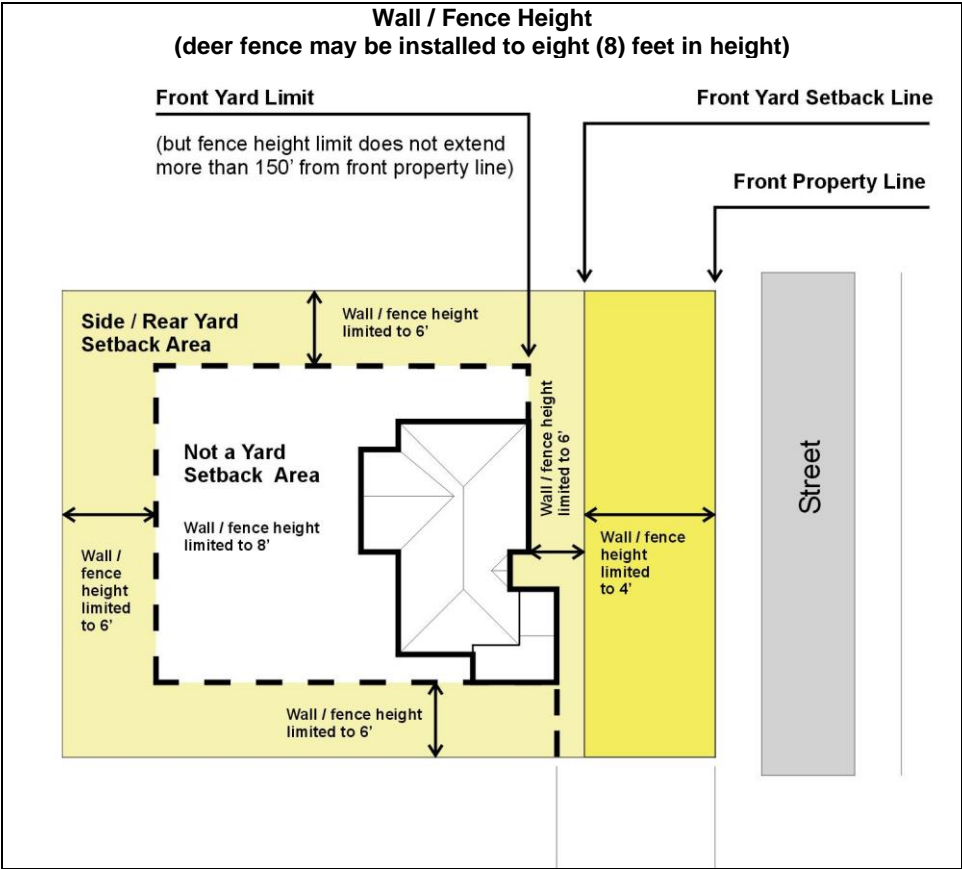 Wall / Fence Height
(deer fence may be installed to eight (8) feet in height)
Front Yard Limit
(but fence height limit does not extend
more than 150' from front property line)
Front Yard Setback Line
Front Property Line
Side / Rear Yard
Setback Area
Wall / fence height
limited to 6'
Not a Yard
Setback Area
Wall / fence height
limited to 8'
Wall / fence height
limited to 6'
Wall /
fence
height
limited
to 6'
Wall / fence
height
limited
to 4'
Street
Wall / fence height
limited to 6'